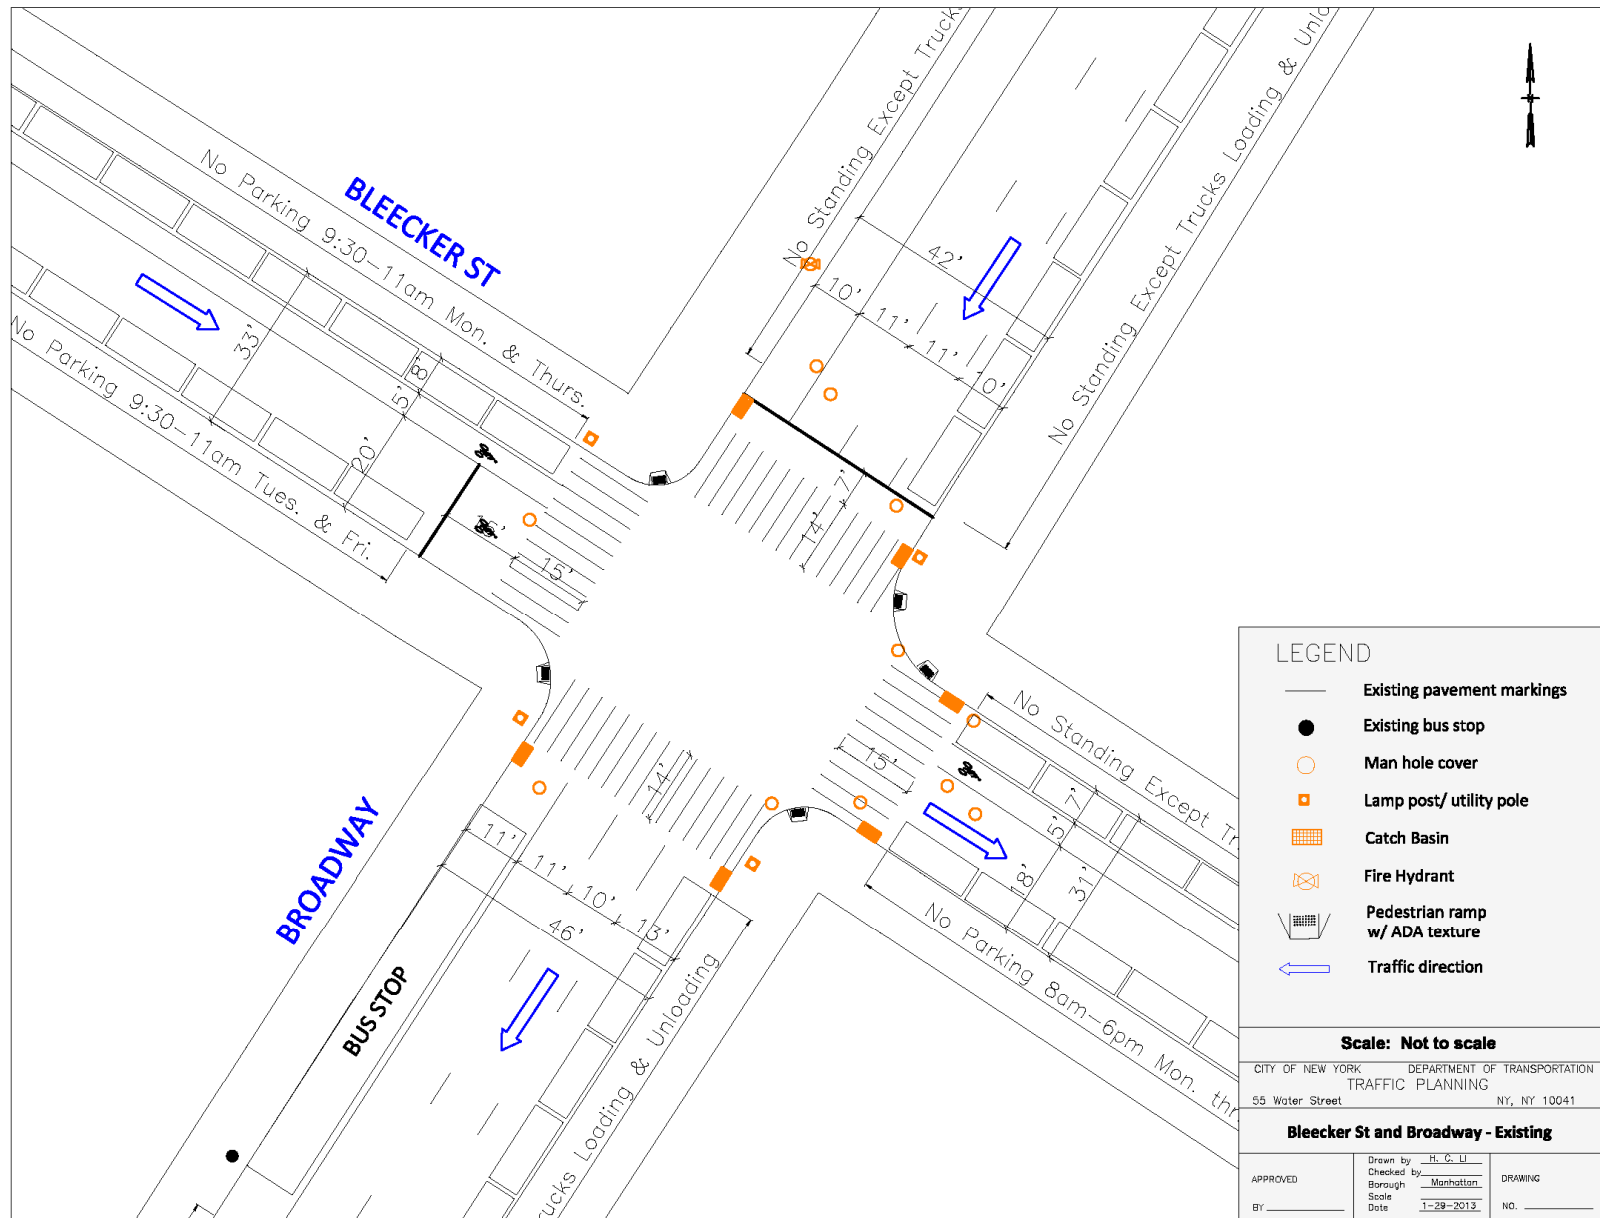 No Standing Except Trucks
No Standing Except Trucks Loading & Unlo
No Parking 9:30-11am Mon. & Thurs.
BLEECKER ST
42'
10'
11'
11'
10'
33'
8'
5'
20'
No Parking 9:30-11am Tues. & Fri.
15'
15'
7'
14'
No Standing Except Tr
15'
7'
5'
18'
31'
No Parking 8am-6pm Mon. thr
14'
BROADWAY
11'
11'
10'
13'
46'
BUS STOP
rucks Loading & Unloading
LEGEND
Existing pavement markings
Existing bus stop
Man hole cover
Lamp post/ utility pole
Catch Basin
Fire Hydrant
Pedestrian ramp
w/ ADA texture
Traffic direction
Scale: Not to scale
CITY OF NEW YORK DEPARTMENT OF TRANSPORTATION
TRAFFIC PLANNING
55 Water Street NY, NY 10041
Bleecker St and Broadway - Existing
APPROVED
BY
Drawn by H. C. Li
Checked by
Borough Manhattan
Scale
Date 1-29-2013
DRAWING
NO.